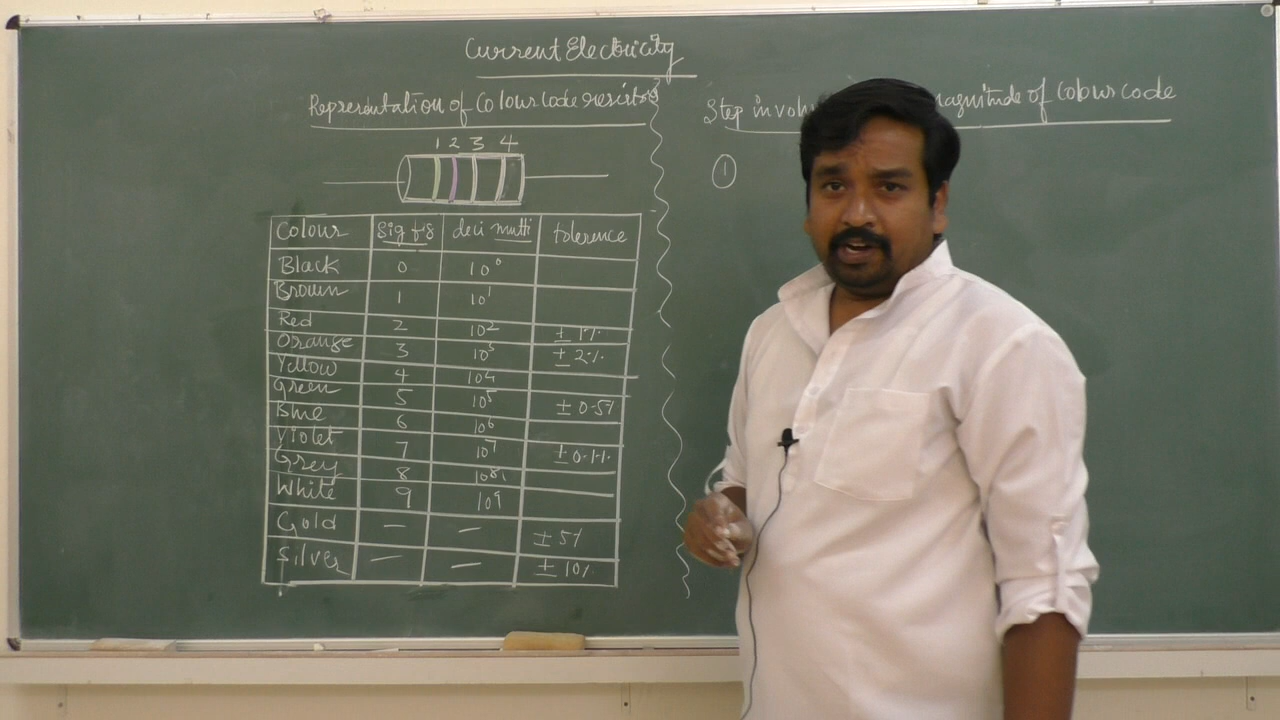 Current Electricity
Representation of Colour code resistors
1 2 3 4
Colour Sig fs deci multi tolerence
Black 0 10⁰
Brown 1 10¹
Red 2 10² ± 1%
Orange 3 10³ ± 2%
Yellow 4 10⁴
Green 5 10⁵ ± 0.5%
Blue 6 10⁶
Violet 7 10⁷ ± 0.1%
Grey 8 10⁸
White 9 10⁹
Gold — — ± 5%
Silver — — ± 10%
Step magnitude of Colour code
1